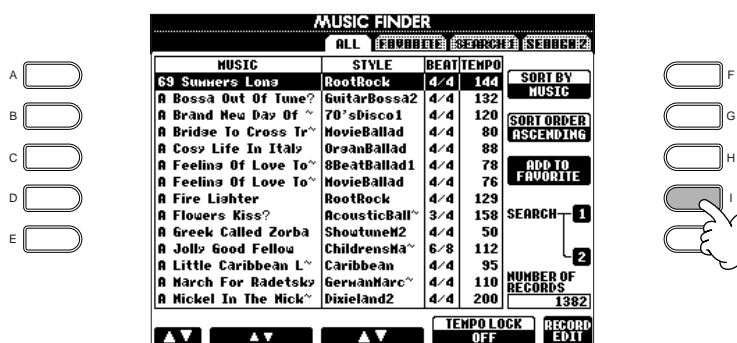 MUSIC FINDER
ALL FAVORITE SEARCH 1 SEARCH 2
MUSIC STYLE BEAT TEMPO
69 Summers Long RootRock 4/4 144
A Bossa Out Of Tune? GuitarBossa2 4/4 132
A Brand New Day Of ~ 70'sDisco1 4/4 120
A Bridge To Cross Tr~ MovieBallad 4/4 80
A Cosy Life In Italy OrganBallad 4/4 88
A Feeling Of Love To~ 8BeatBallad1 4/4 78
A Feeling Of Love To~ MovieBallad 4/4 76
A Fire Lighter RootRock 4/4 129
A Flowers Kiss? AcousticBall~ 3/4 158
A Greek Called Zorba ShowtuneM2 4/4 50
A Jolly Good Fellow ChildrensMa~ 6/8 112
A Little Caribbean L~ Caribbean 4/4 95
A March For Radetsky GermanMarc~ 4/4 110
A Nickel In The Nick~ Dixieland2 4/4 200
SORT BY
MUSIC
SORT ORDER
ASCENDING
ADD TO
FAVORITE
SEARCH 1
2
NUMBER OF
RECORDS
1382
TEMPO LOCK
OFF
RECORD
EDIT
A
B
C
D
E
F
G
H
I